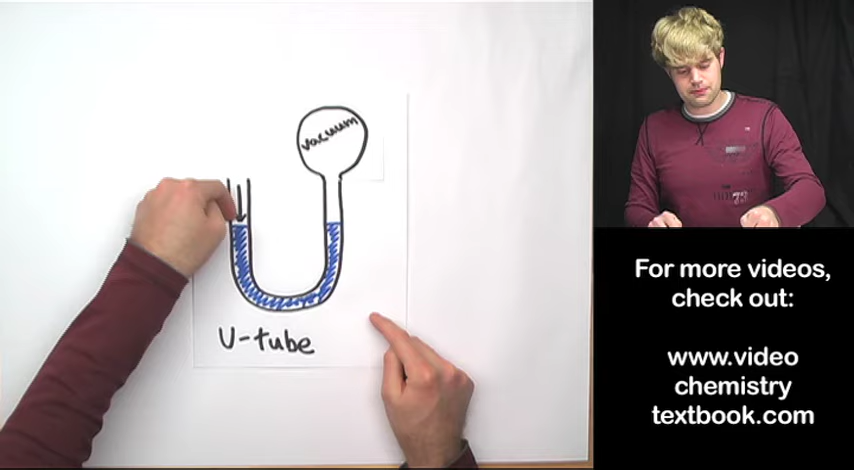 vacuum
U-tube
For more videos,
check out:
www.video
chemistry
textbook.com